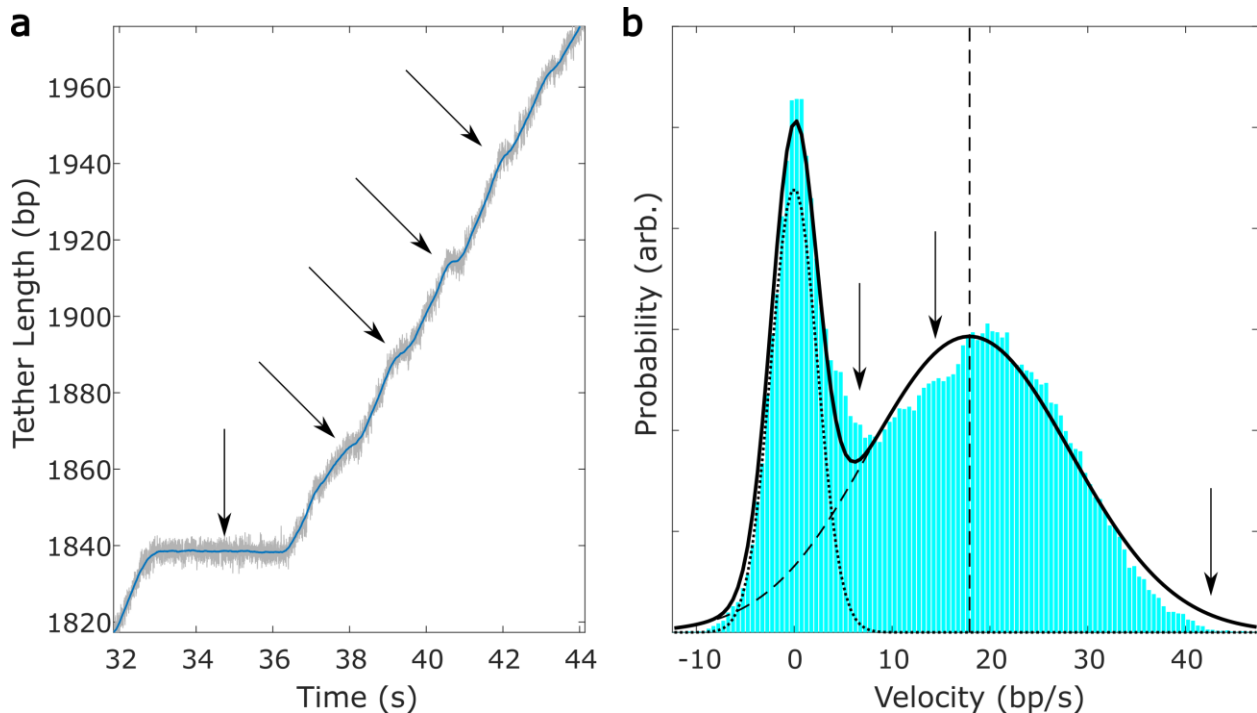 a
Tether Length (bp)
1960
1940
1920
1900
1880
1860
1840
1820
32 34 36 38 40 42 44
Time (s)
b
Probability (arb.)
-10 0 10 20 30 40
Velocity (bp/s)